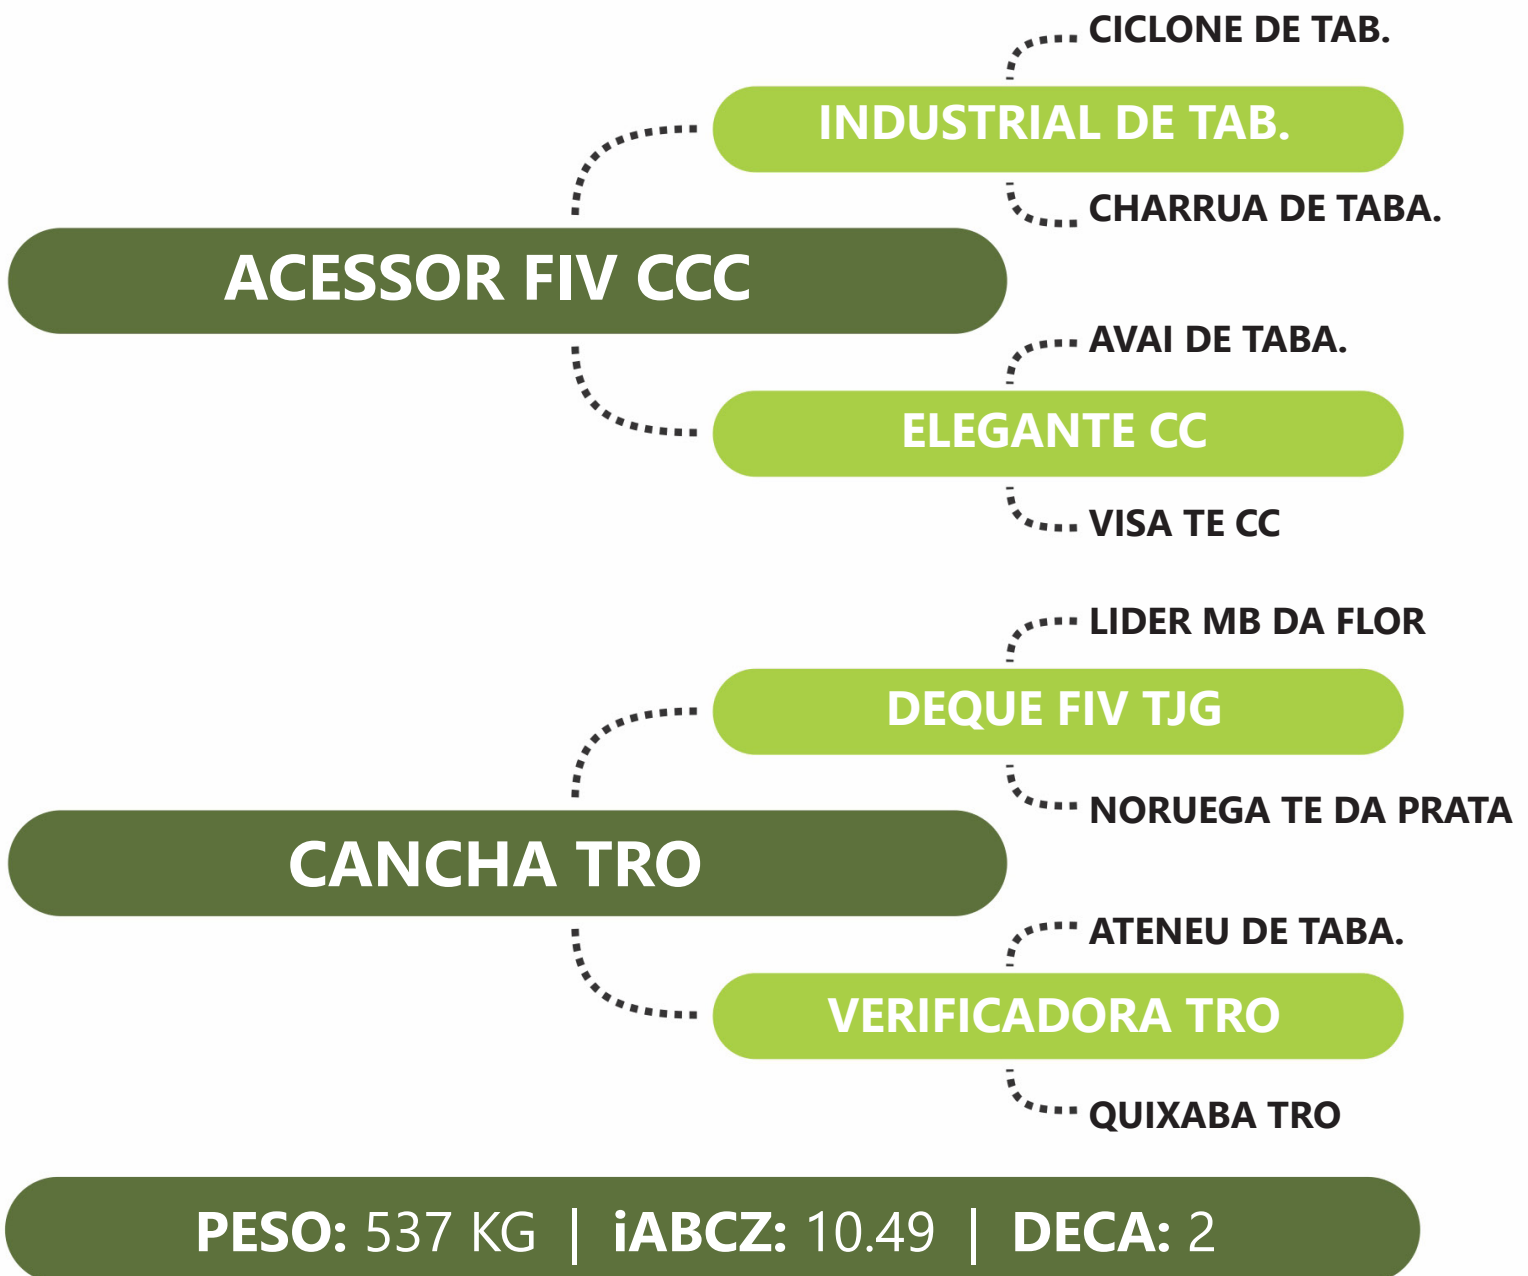 CICLONE DE TAB.
INDUSTRIAL DE TAB.
CHARRUA DE TABA.
ACESSOR FIV CCC
AVAI DE TABA.
ELEGANTE CC
VISA TE CC
LIDER MB DA FLOR
DEQUE FIV TJG
NORUEGA TE DA PRATA
CANCHA TRO
ATENEU DE TABA.
VERIFICADORA TRO
QUIXABA TRO
PESO: 537 KG | iABCZ: 10.49 | DECA: 2